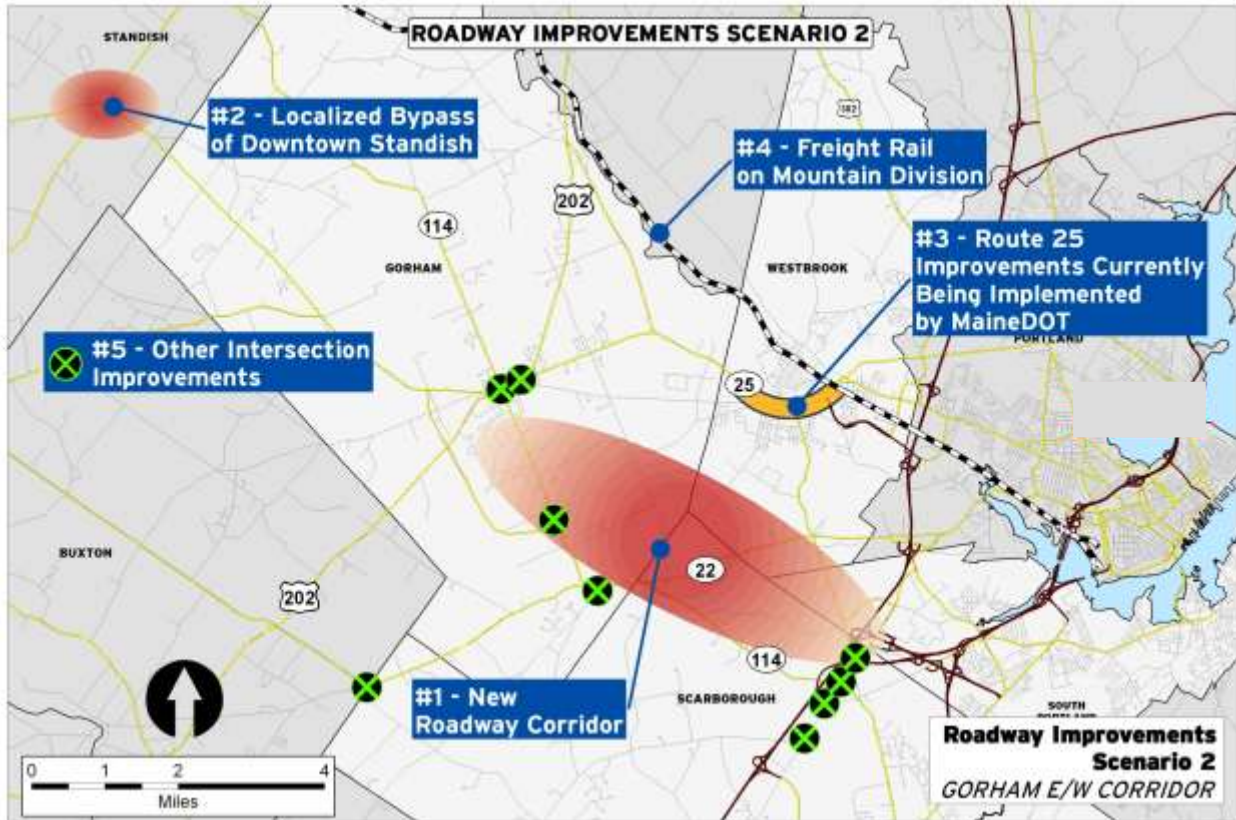 ROADWAY IMPROVEMENTS SCENARIO 2
STANDISH
#2 - Localized Bypass
of Downtown Standish
302
#4 - Freight Rail
on Mountain Division
202
114
GORHAM
WESTBROOK
#3 - Route 25
Improvements Currently
Being Implemented
by MaineDOT
PORTLAND
#5 - Other Intersection
Improvements
25
BUXTON
22
202
114
#1 - New
Roadway Corridor
SCARBOROUGH
SOUTH
PORTLAND
Roadway Improvements
Scenario 2
GORHAM E/W CORRIDOR
0 1 2 4
Miles